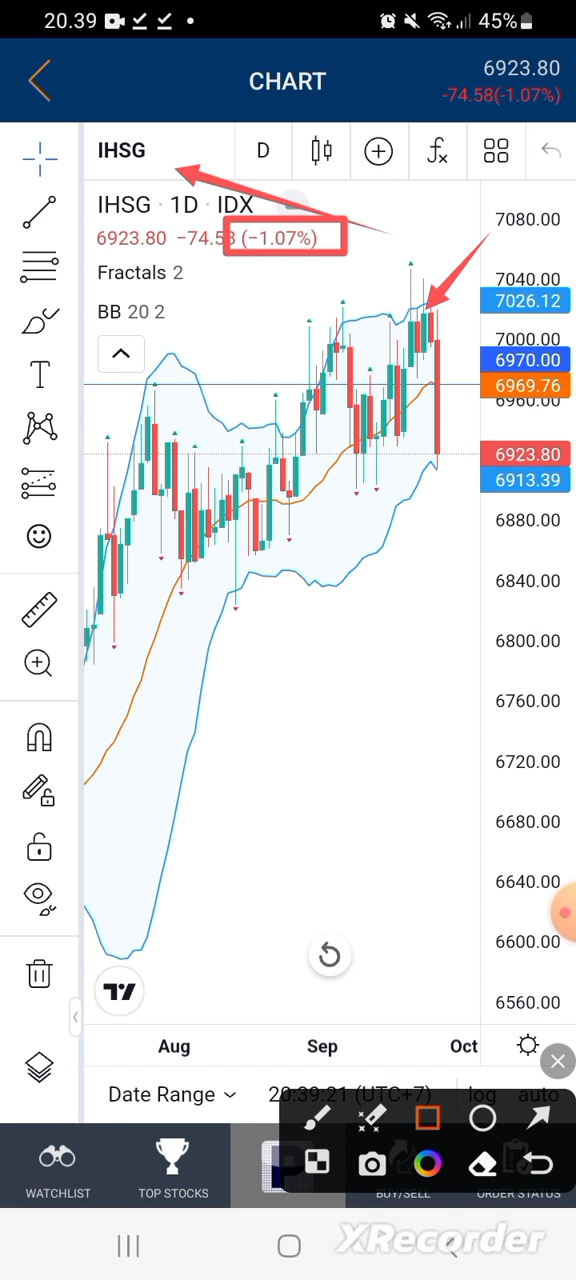 20.39
45%
CHART
6923.80
-74.58(-1.07%)
IHSG
D
fx
IHSG · 1D · IDX
6923.80 −74.58 (−1.07%)
Fractals 2
BB 20 2
7080.00
7040.00
7026.12
7000.00
6970.00
6969.76
6960.00
6923.80
6913.39
6880.00
6840.00
6800.00
6760.00
6720.00
6680.00
6640.00
6600.00
6560.00
T
Aug Sep Oct
Date Range 20:39:21 (UTC+7) log auto
WATCHLIST TOP STOCKS BUY/SELL ORDER STATUS
XRecorder